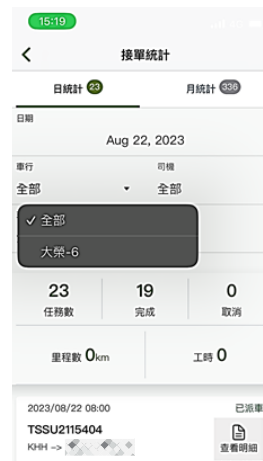 15:19
接單統計
日統計 23
月統計 336
日期
Aug 22, 2023
車行
司機
全部
全部
✓ 全部
大榮-6
23
19
0
任務數
完成
取消
里程數 0km
工時 0
2023/08/22 08:00
已派車
TSSU2115404
KHH ->
查看明細